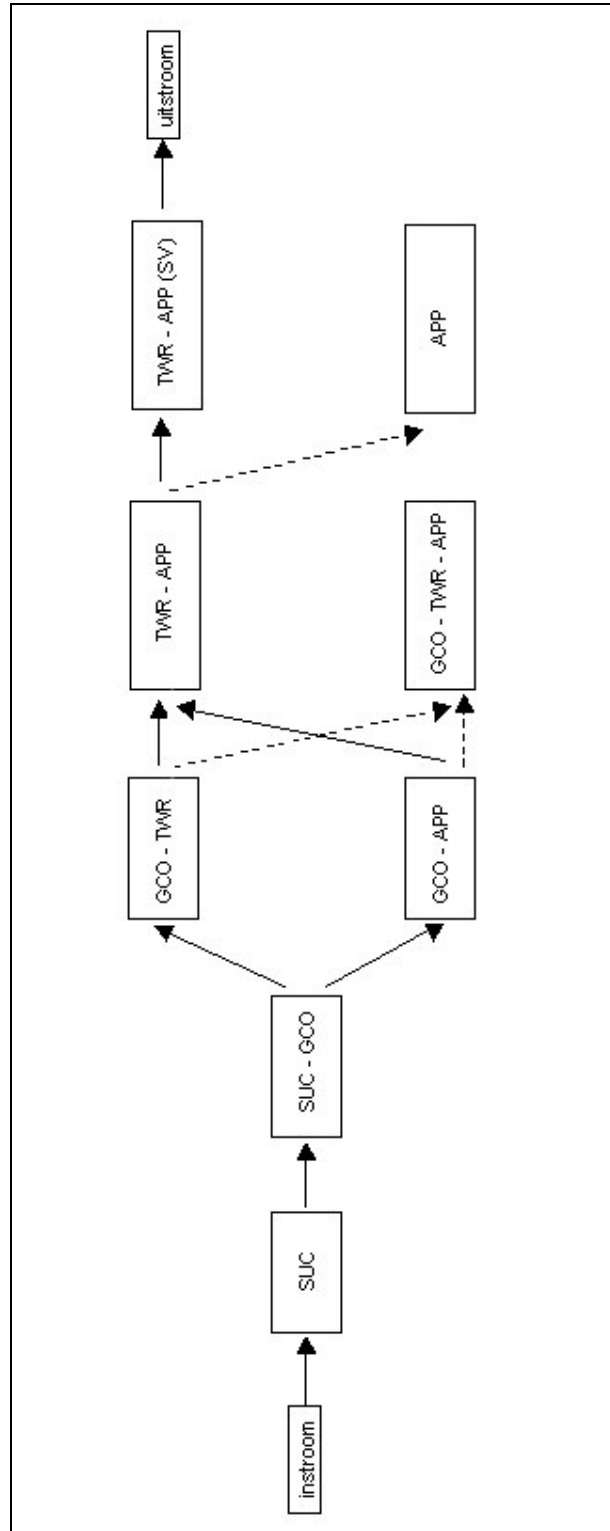 instroom
SUC
SUC - GCO
GCO - TWR
GCO - APP
TWR - APP
GCO - TWR - APP
TWR - APP (SV)
APP
uitstroom